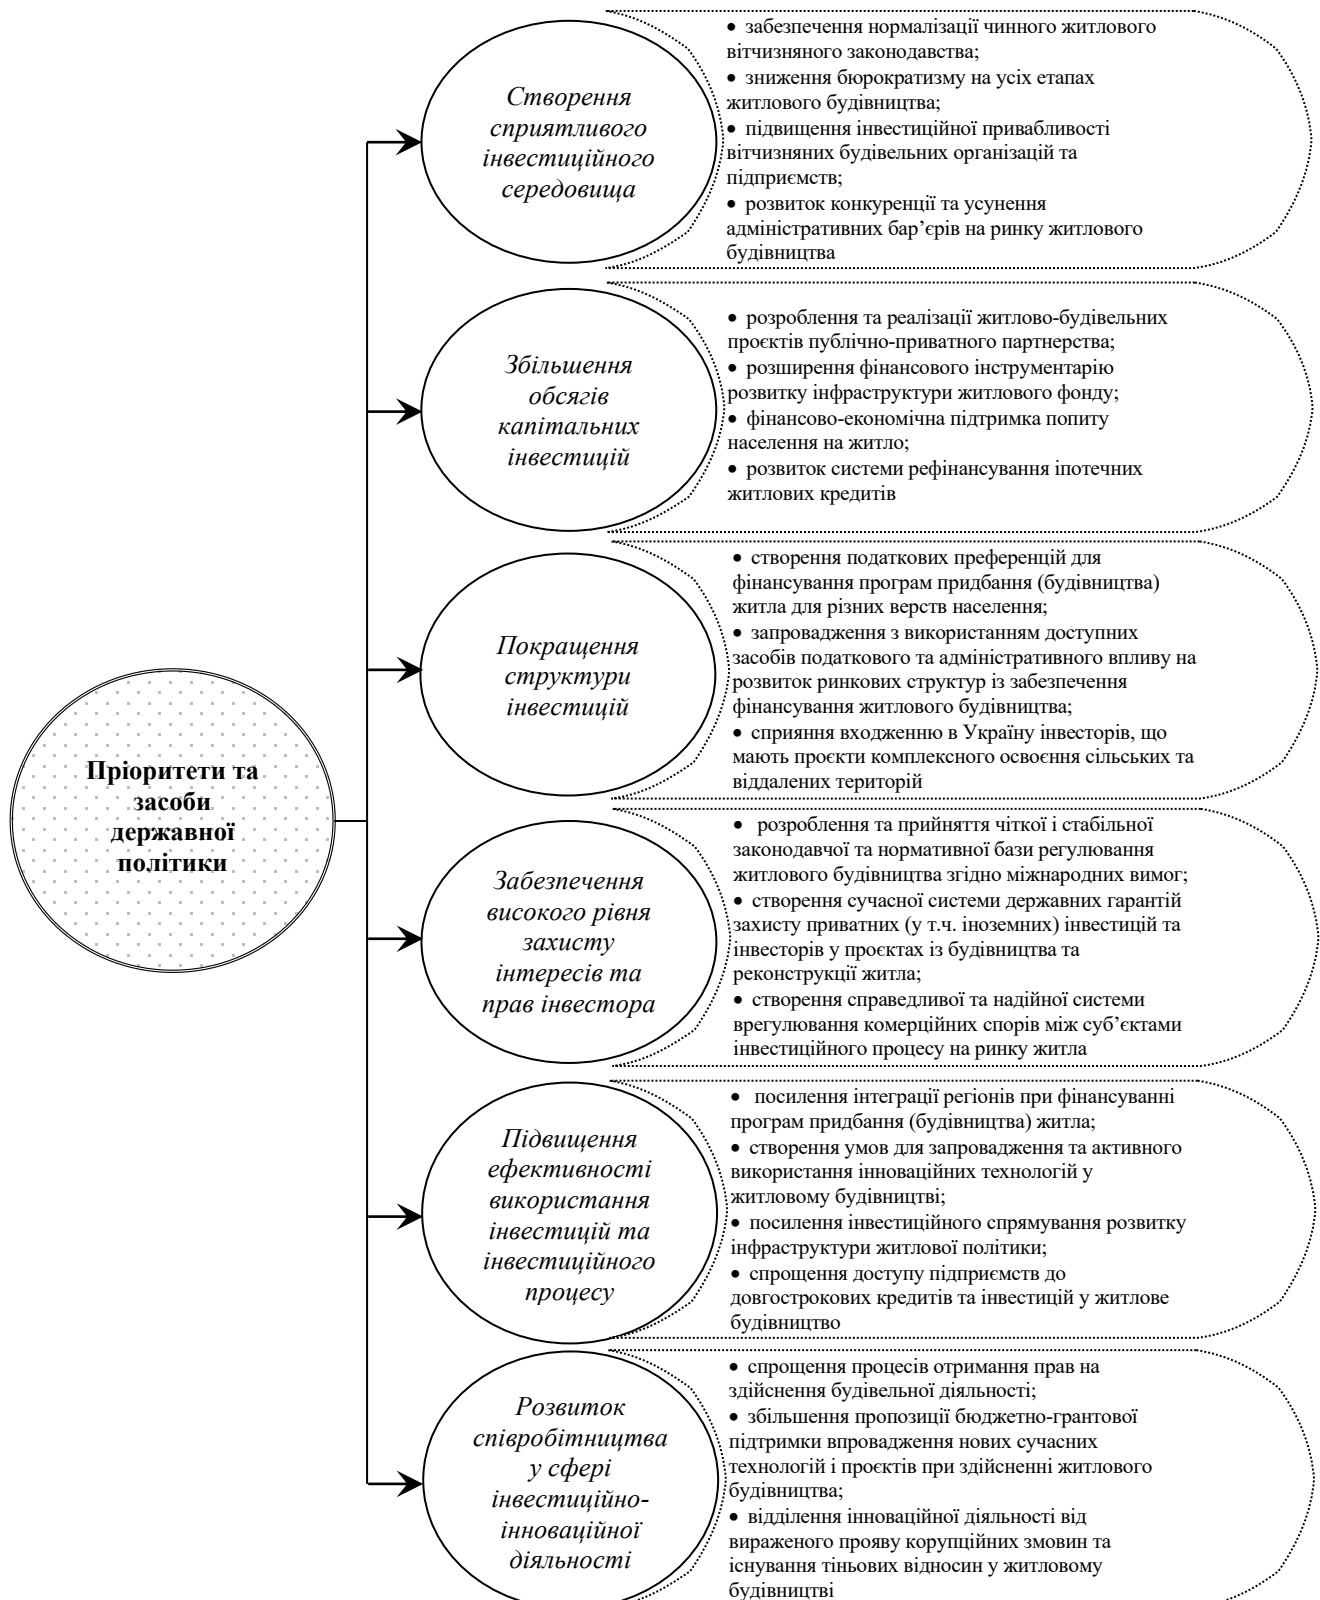 Пріоритети та
засоби
державної
політики
Створення
сприятливого
інвестиційного
середовища
• забезпечення нормалізації чинного житлового
вітчизняного законодавства;
• зниження бюрократизму на усіх етапах
житлового будівництва;
• підвищення інвестиційної привабливості
вітчизняних будівельних організацій та
підприємств;
• розвиток конкуренції та усунення
адміністративних бар’єрів на ринку житлового
будівництва
Збільшення
обсягів
капітальних
інвестицій
• розроблення та реалізації житлово-будівельних
проєктів публічно-приватного партнерства;
• розширення фінансового інструментарію
розвитку інфраструктури житлового фонду;
• фінансово-економічна підтримка попиту
населення на житло;
• розвиток системи рефінансування іпотечних
житлових кредитів
Покращення
структури
інвестицій
• створення податкових преференцій для
фінансування програм придбання (будівництва)
житла для різних верств населення;
• запровадження з використанням доступних
засобів податкового та адміністративного впливу на
розвиток ринкових структур із забезпечення
фінансування житлового будівництва;
• сприяння входженню в Україну інвесторів, що
мають проєкти комплексного освоєння сільських та
віддалених територій
Забезпечення
високого рівня
захисту
інтересів та
прав інвестора
• розроблення та прийняття чіткої і стабільної
законодавчої та нормативної бази регулювання
житлового будівництва згідно міжнародних вимог;
• створення сучасної системи державних гарантій
захисту приватних (у т.ч. іноземних) інвестицій та
інвесторів у проєктах із будівництва та
реконструкції житла;
• створення справедливої та надійної системи
врегулювання комерційних спорів між суб’єктами
інвестиційного процесу на ринку житла
Підвищення
ефективності
використання
інвестицій та
інвестиційного
процесу
• посилення інтеграції регіонів при фінансуванні
програм придбання (будівництва) житла;
• створення умов для запровадження та активного
використання інноваційних технологій у
житловому будівництві;
• посилення інвестиційного спрямування розвитку
інфраструктури житлової політики;
• спрощення доступу підприємств до
довгострокових кредитів та інвестицій у житлове
будівництво
Розвиток
співробітництва
у сфері
інвестиційно-
інноваційної
діяльності
• спрощення процесів отримання прав на
здійснення будівельної діяльності;
• збільшення пропозиції бюджетно-грантової
підтримки впровадження нових сучасних
технологій і проєктів при здійсненні житлового
будівництва;
• відділення інноваційної діяльності від
вираженого прояву корупційних змовин та
існування тіньових відносин у житловому
будівництві